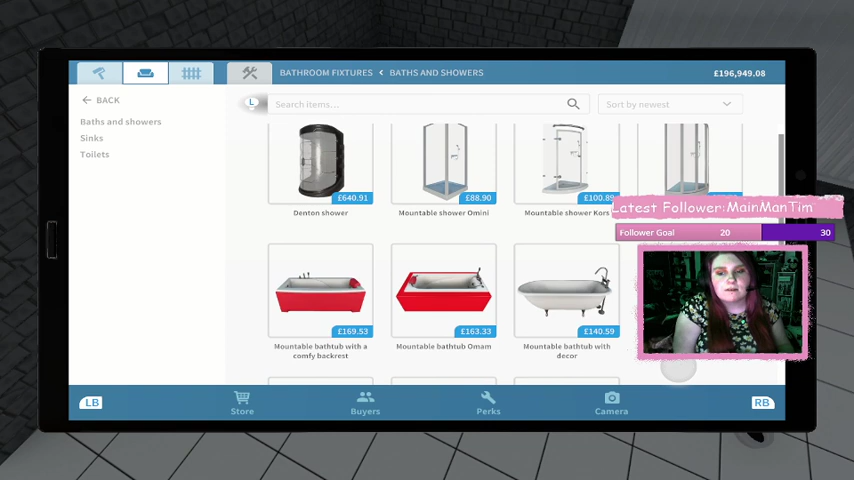 BATHROOM FIXTURES < BATHS AND SHOWERS
£196,949.08
BACK
L
Search items...
Sort by newest
Baths and showers
Sinks
Toilets
£640.91
£88.90
£100.89
Denton shower
Mountable shower Omini
Mountable shower Kors
Latest Follower:MainManTim
Follower Goal
20
30
£169.53
£163.33
£140.59
Mountable bathtub with a
comfy backrest
Mountable bathtub Omam
Mountable bathtub with
decor
LB
Store
Buyers
Perks
Camera
RB